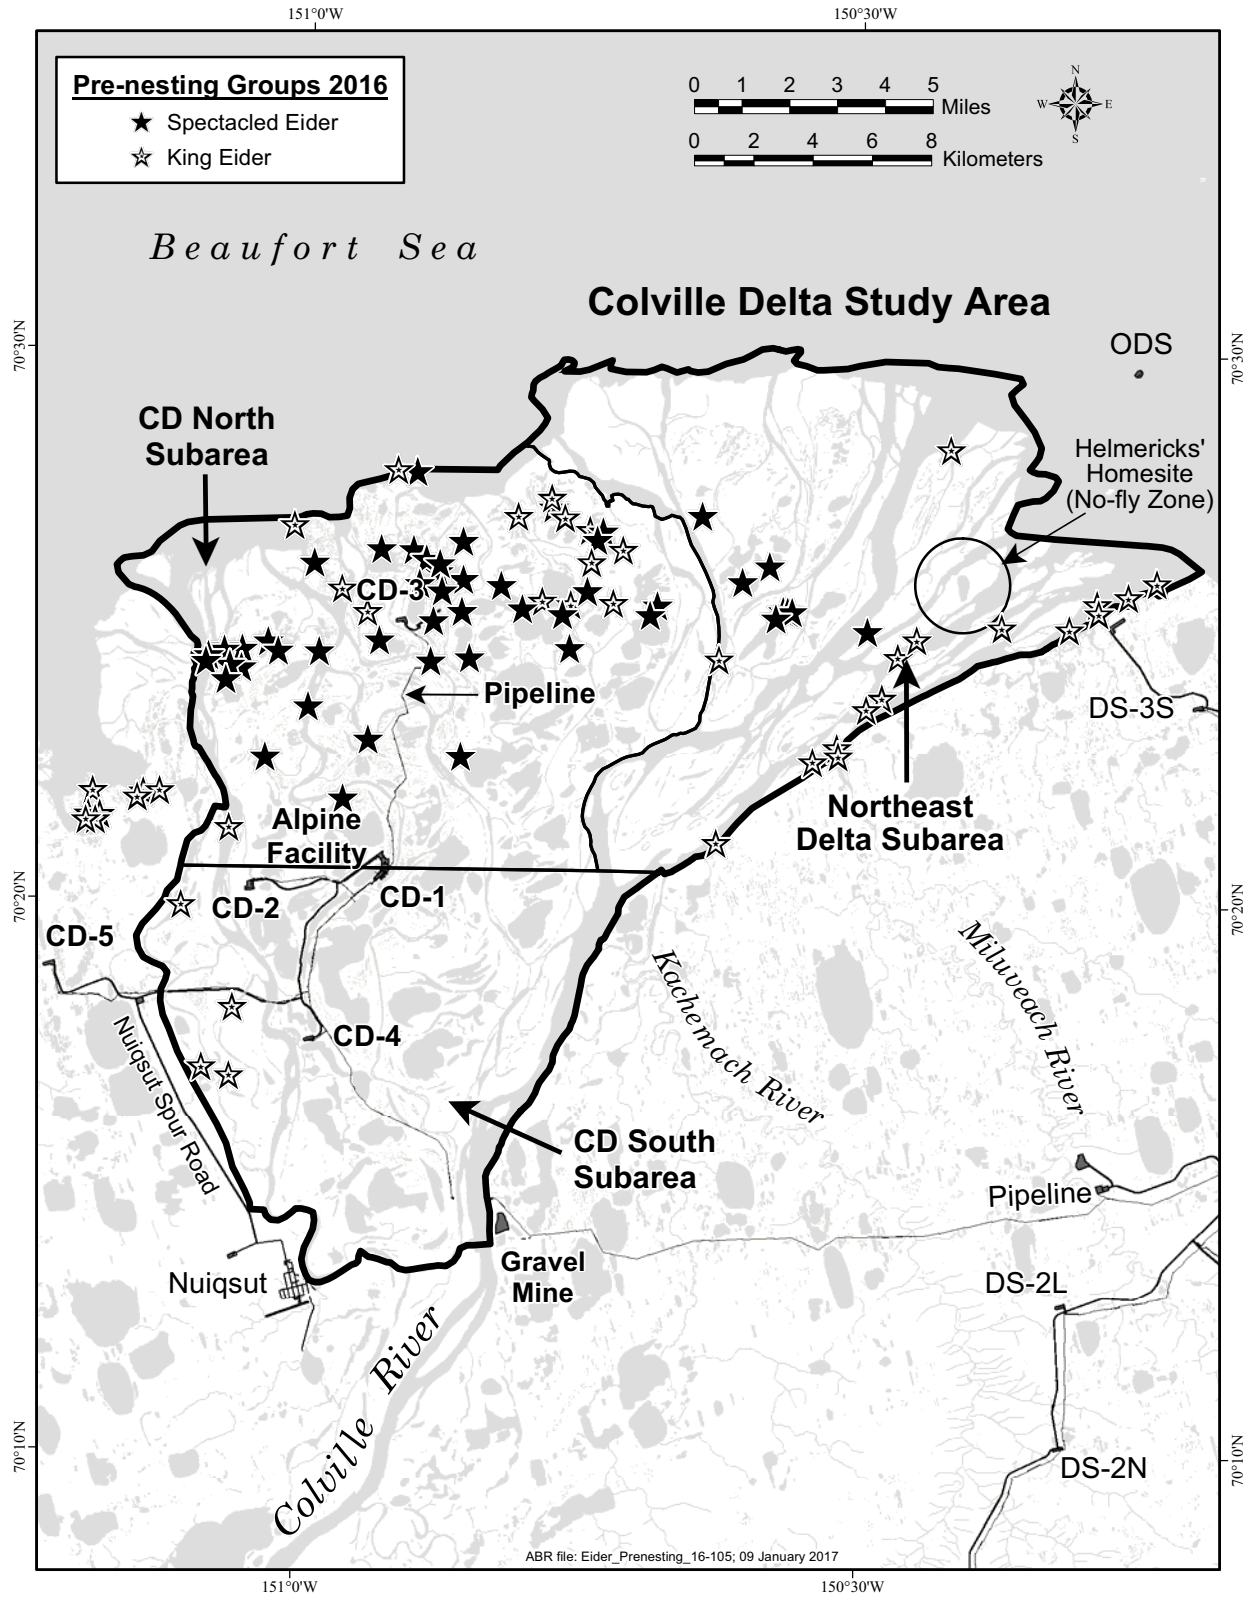 151°0'W
150°30'W
Pre-nesting Groups 2016
Spectacled Eider
King Eider
0 1 2 3 4 5
Miles
0 2 4 6 8
Kilometers
N
W E
S
Beaufort Sea
Colville Delta Study Area
70°30'N
70°30'N
ODS
CD North
Subarea
Helmericks'
Homesite
(No-fly Zone)
CD-3
Pipeline
DS-3S
Northeast
Delta Subarea
Alpine
Facility
CD-1
CD-2
70°20'N
70°20'N
CD-5
Kachemach River
Miluveach River
Nuiqsut Spur Road
CD-4
CD South
Subarea
Pipeline
Gravel
Mine
Nuiqsut
DS-2L
Colville River
70°10'N
70°10'N
DS-2N
ABR file: Eider_Prenesting_16-105; 09 January 2017
151°0'W
150°30'W